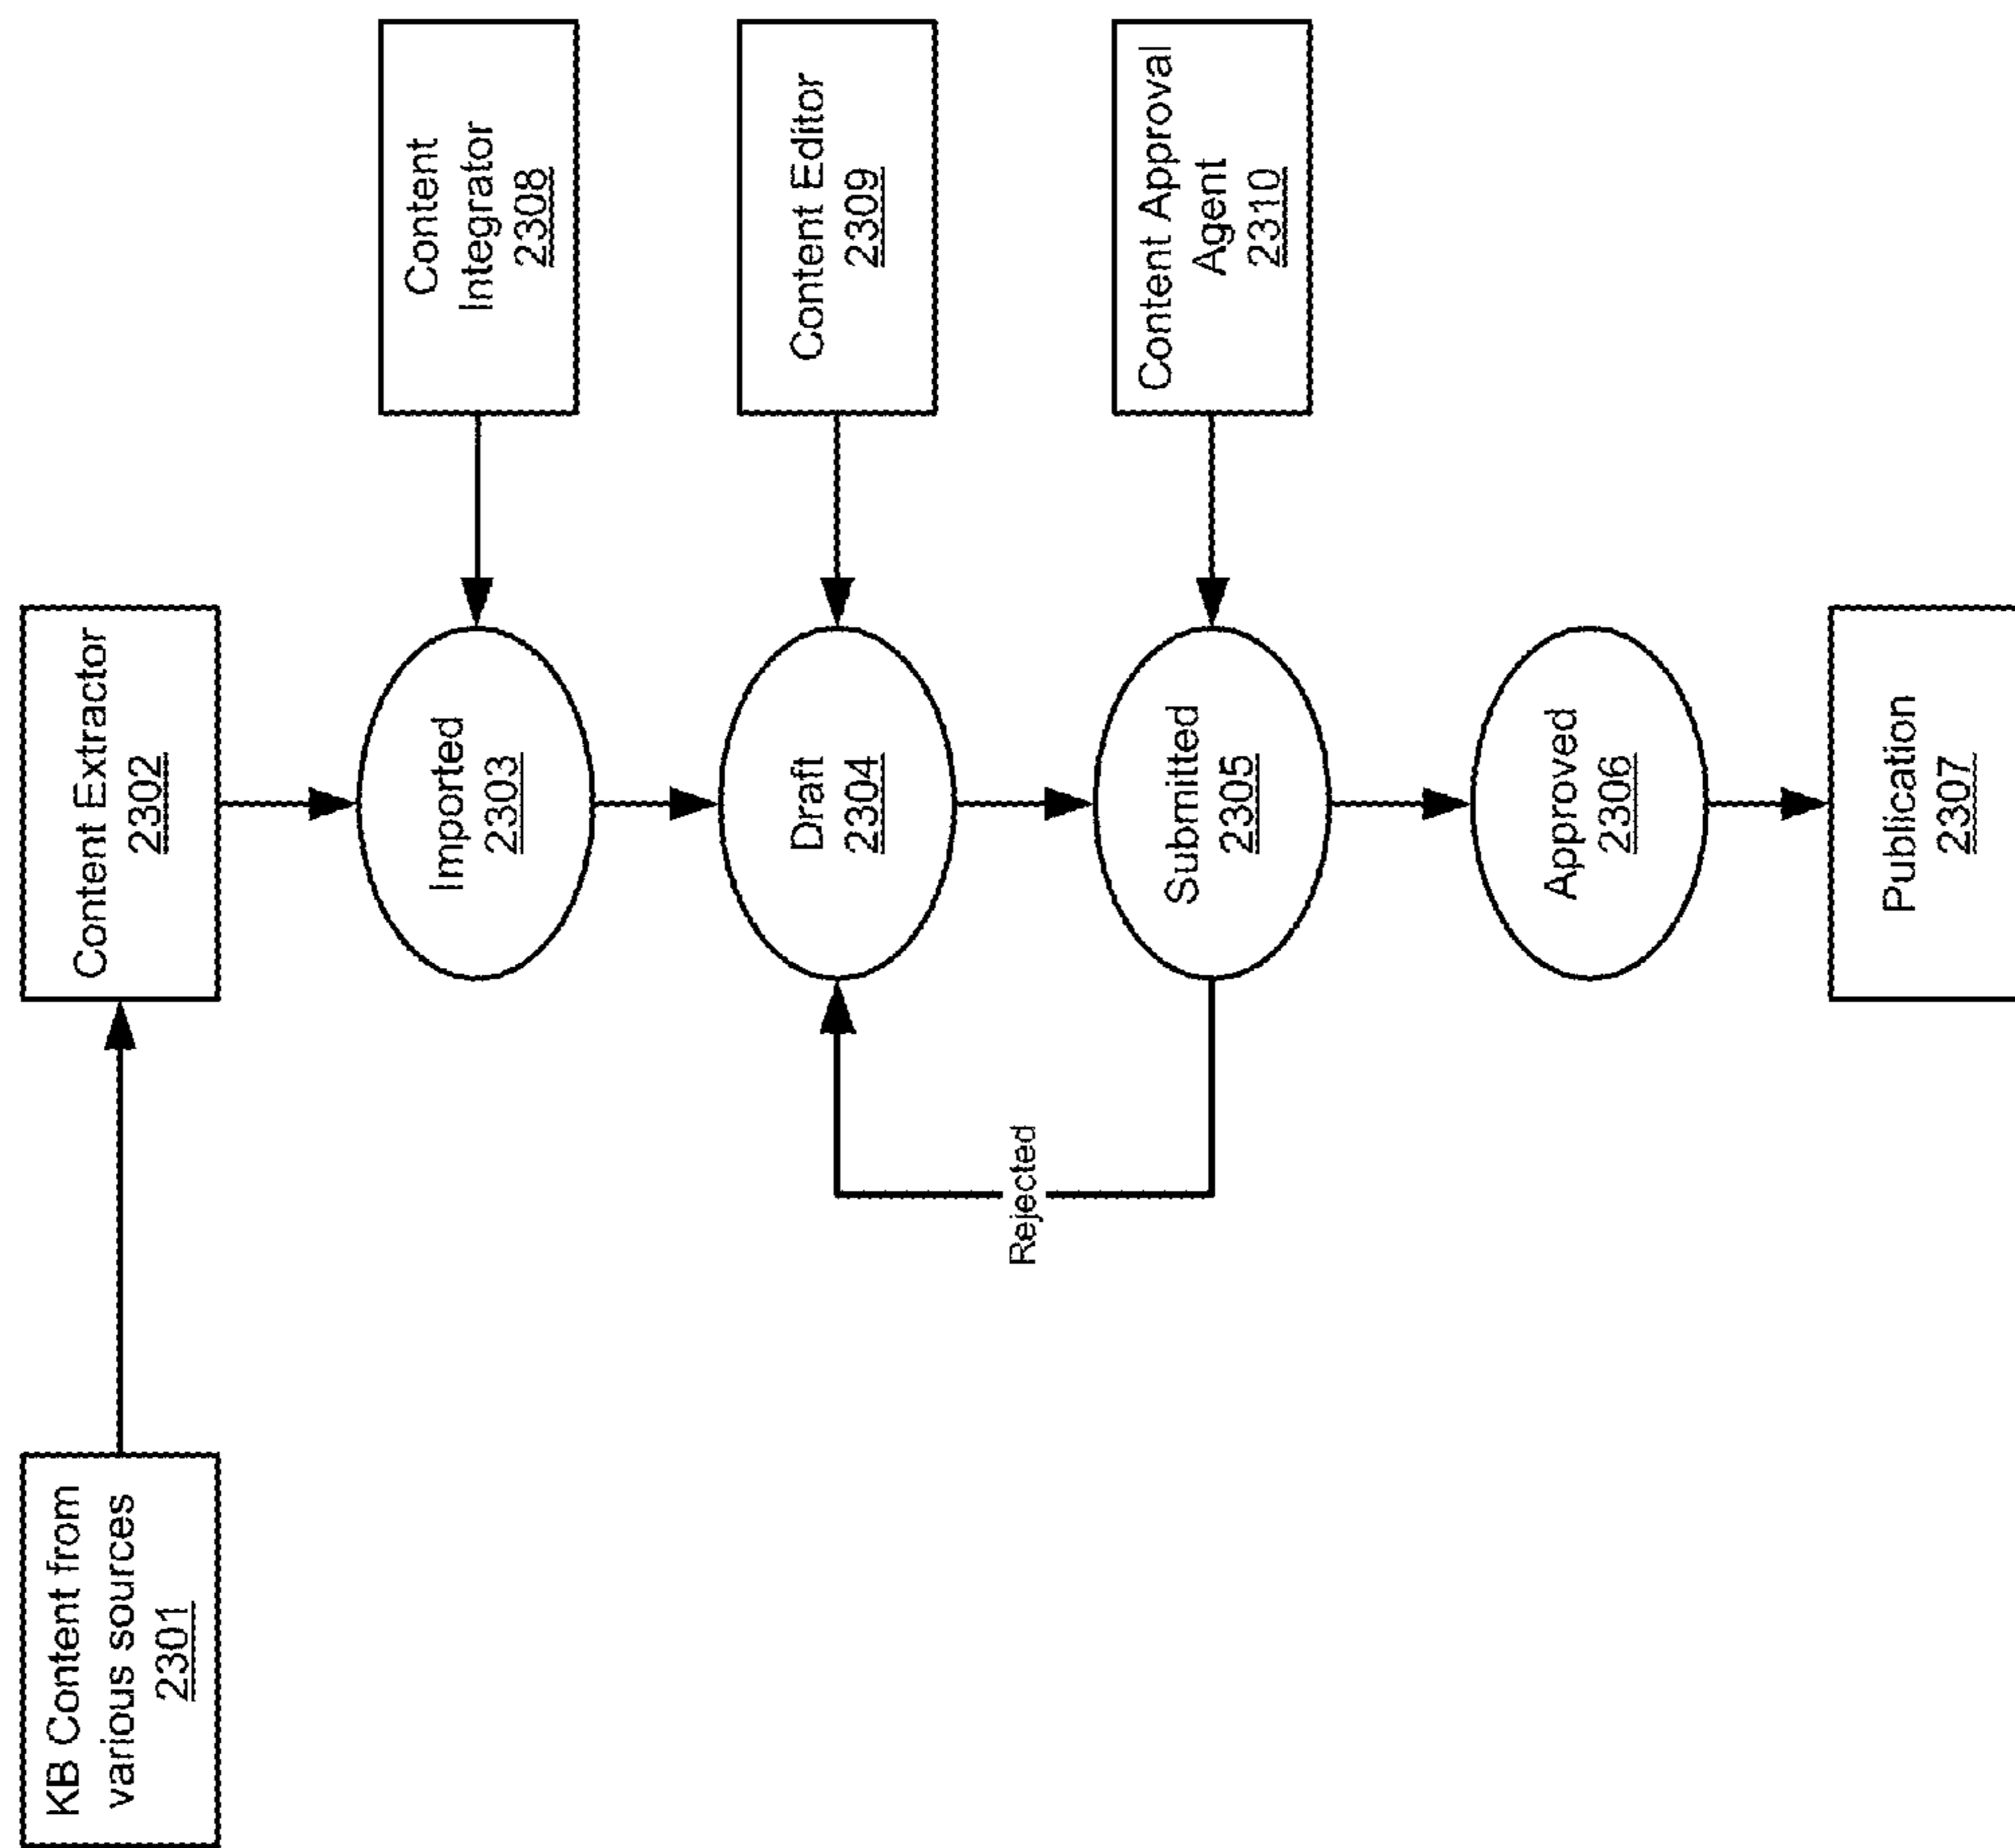 KB Content from
various sources
2301
Content Extractor
2302
Imported
2303
Content
Integrator
2308
Draft
2304
Content Editor
2309
Rejected
Submitted
2305
Content Approval
Agent
2310
Approved
2306
Publication
2307